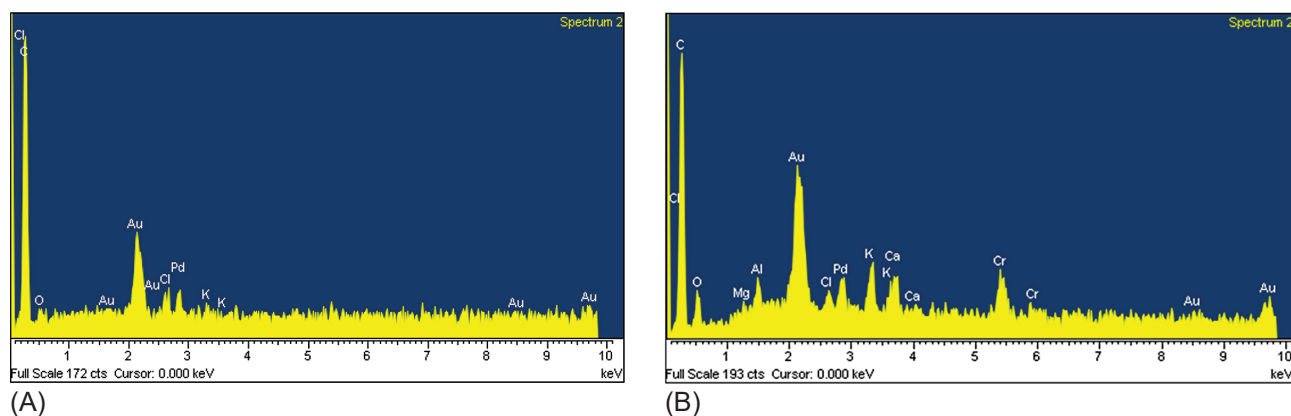 Spectrum 2
Cl
C
O
Au
Au
Au
Cl
Pd
K
K
Au
Au
1 2 3 4 5 6 7 8 9 10
Full Scale 172 cts Cursor: 0.000 keV keV
(A)
Spectrum 2
C
Cl
O
Mg
Al
Au
Cl
Pd
K
K
Ca
Ca
Cr
Cr
Au
Au
1 2 3 4 5 6 7 8 9 10
Full Scale 193 cts Cursor: 0.000 keV keV
(B)